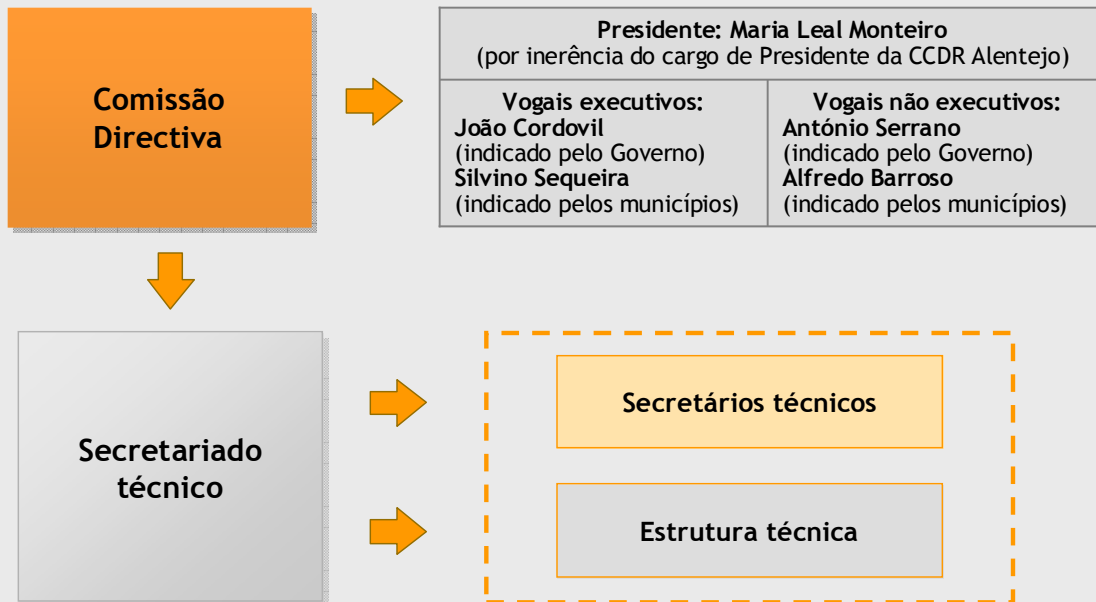 Comissão
Directiva
Presidente: Maria Leal Monteiro
(por inerência do cargo de Presidente da CCDR Alentejo)
Vogais executivos:
João Cordovil
(indicado pelo Governo)
Silvino Sequeira
(indicado pelos municípios)
Vogais não executivos:
António Serrano
(indicado pelo Governo)
Alfredo Barroso
(indicado pelos municípios)
Secretariado
técnico
Secretários técnicos
Estrutura técnica